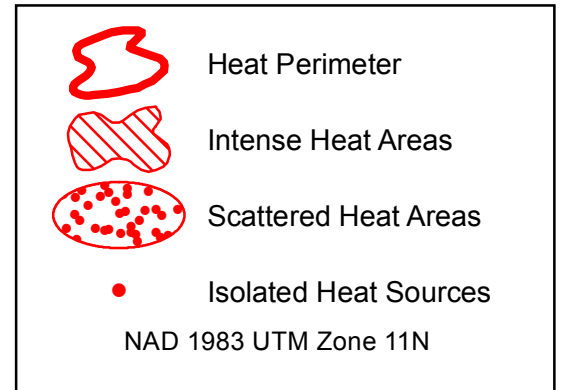 Heat Perimeter
Intense Heat Areas
Scattered Heat Areas
Isolated Heat Sources
NAD 1983 UTM Zone 11N